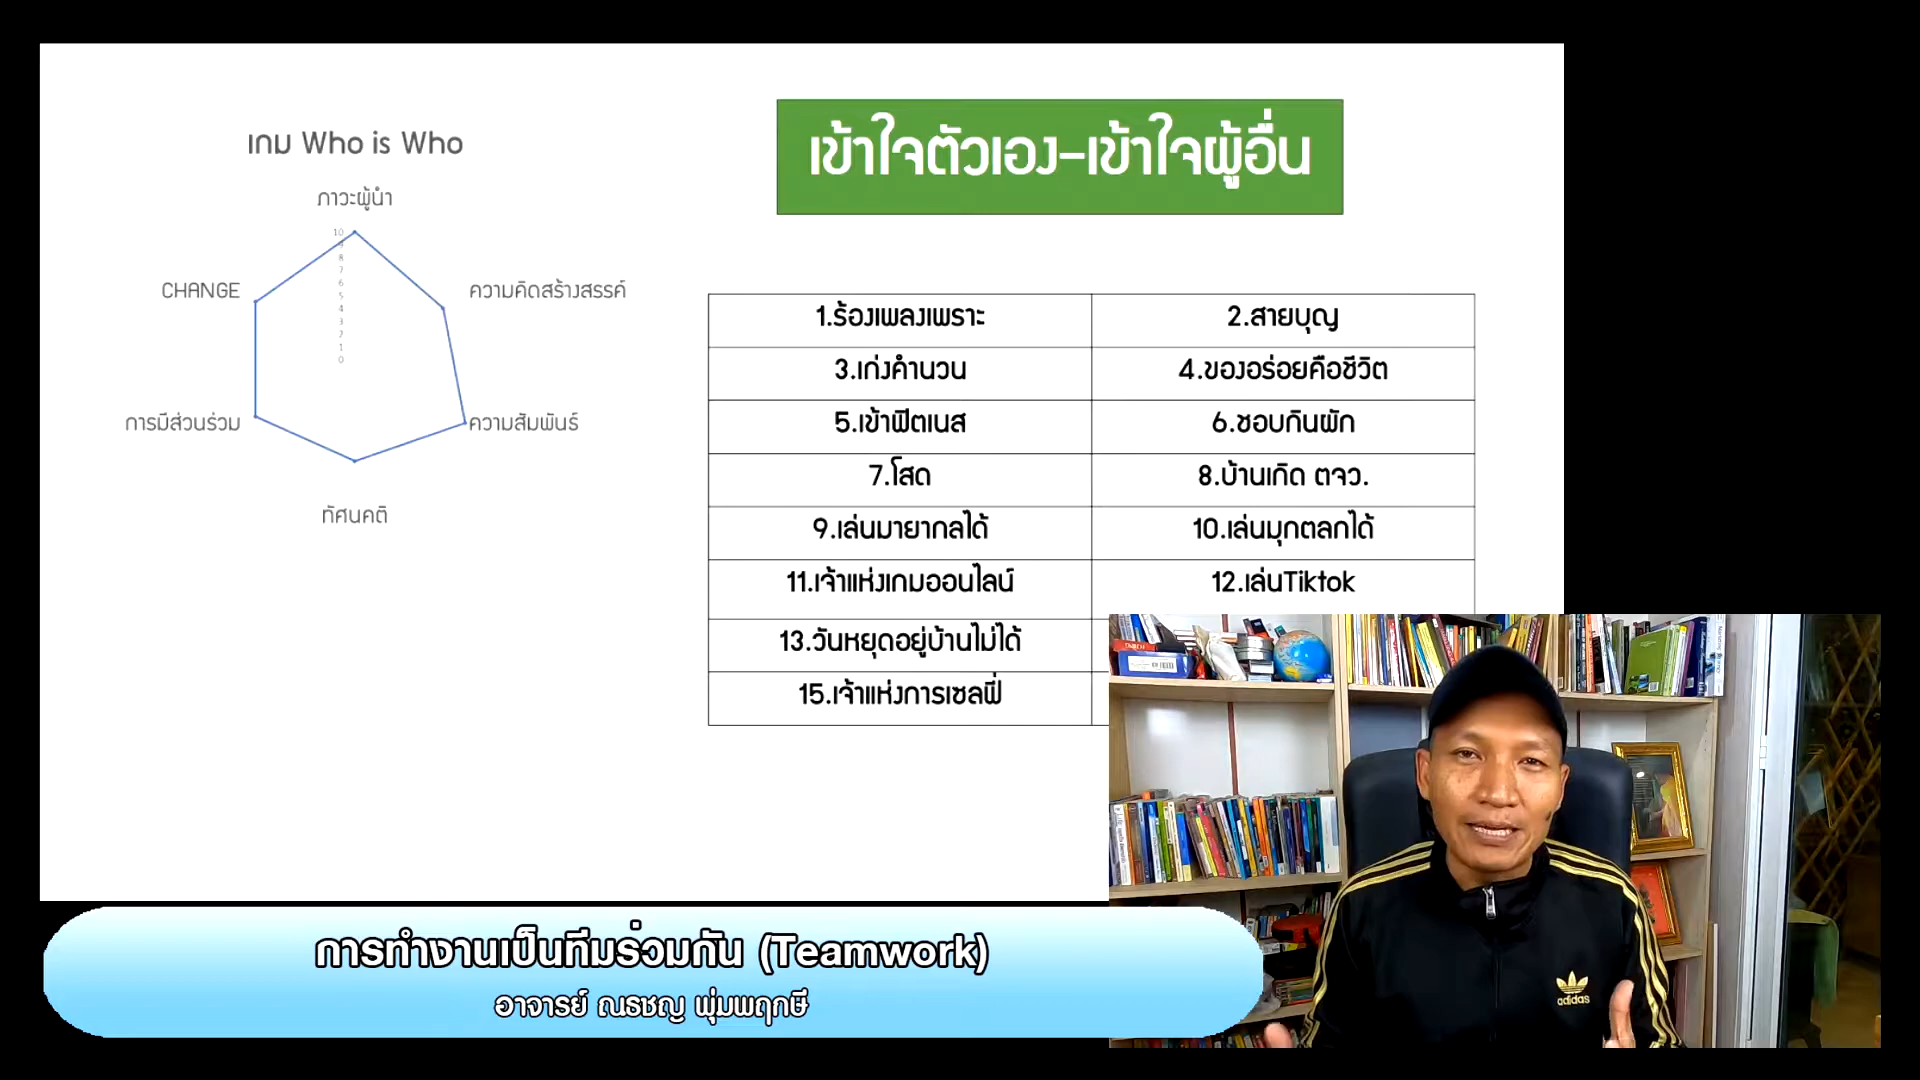 เกม Who is Who
ภาวะผู้นำ
10
9
8
7
6
5
4
3
2
1
0
CHANGE
ความคิดสร้างสรรค์
การมีส่วนร่วม
ความสัมพันธ์
ทัศนคติ
เข้าใจตัวเอง-เข้าใจผู้อื่น
1.ร้องเพลงเพราะ
2.สายบุญ
3.เก่งคำนวน
4.ของอร่อยคือชีวิต
5.เข้าฟิตเนส
6.ชอบกินผัก
7.โสด
8.บ้านเกิด ตจว.
9.เล่นมายากลได้
10.เล่นมุกตลกได้
11.เจ้าแห่งเกมออนไลน์
12.เล่นTiktok
13.วันหยุดอยู่บ้านไม่ได้
15.เจ้าแห่งการเซลฟี่
adidas
การทำงานเป็นทีมร่วมกัน (Teamwork)
อาจารย์ ณธชญ พุ่มพฤกษี